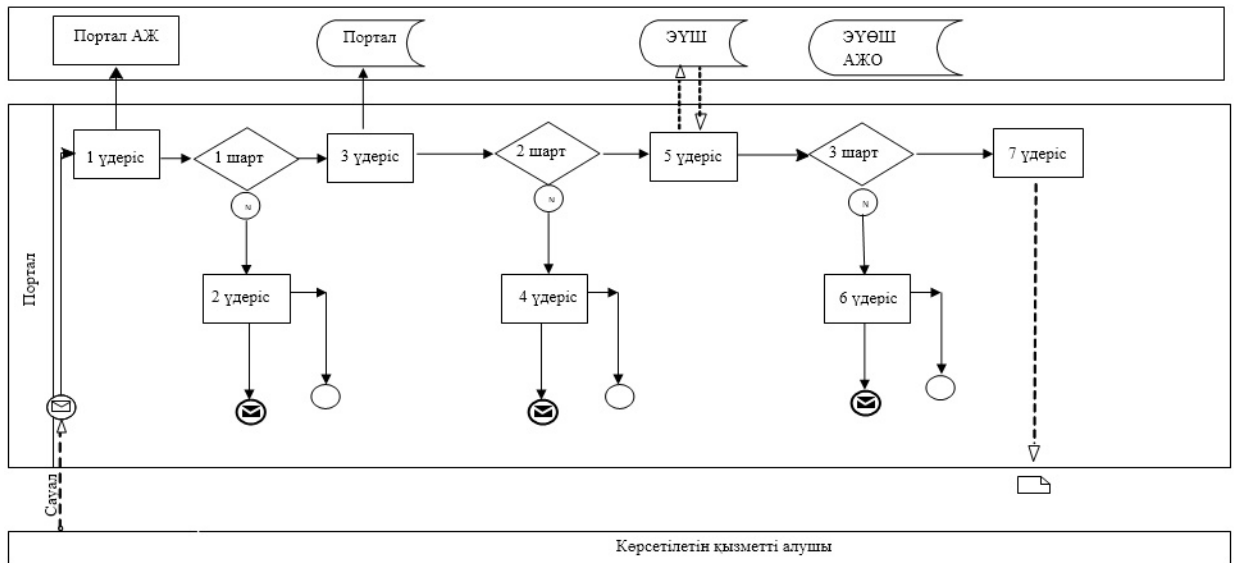 Портал АЖ
Портал
ЭҮШ
ЭҮӨШ
АЖО
1 үдеріс
1 шарт
3 үдеріс
2 шарт
5 үдеріс
3 шарт
7 үдеріс
N
N
N
2 үдеріс
4 үдеріс
6 үдеріс
Портал
Сауал
Көрсетілетін қызметті алушы